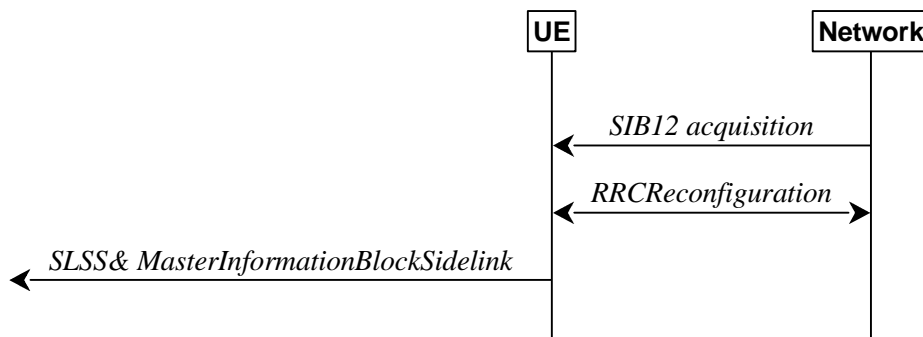 UE
Network
SIB12 acquisition
RRCReconfiguration
SLSS& MasterInformationBlockSidelink